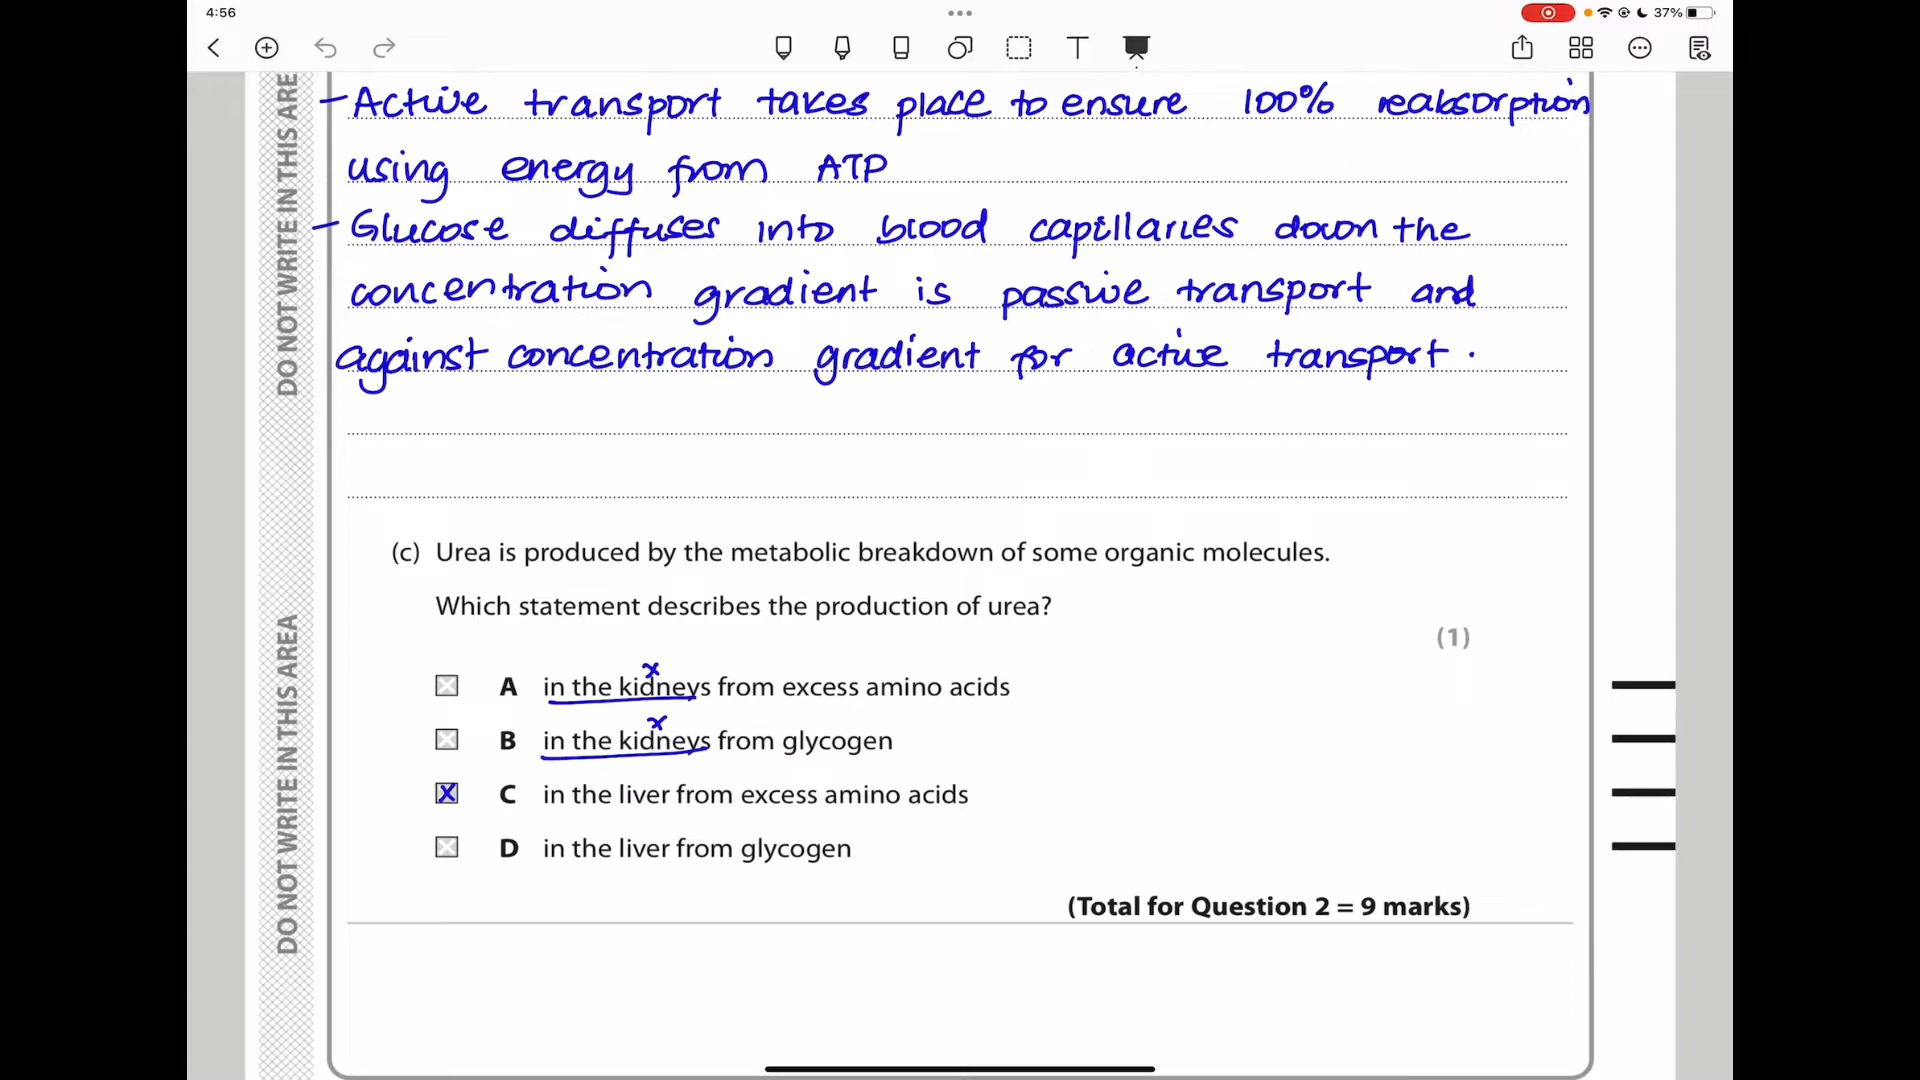 4:56
37%
DO NOT WRITE IN THIS ARE
- Active transport takes place to ensure 100% reabsorption
using energy from ATP
- Glucose diffuses into blood capillaries down the
concentration gradient is passive transport and
against concentration gradient for active transport.
(c) Urea is produced by the metabolic breakdown of some organic molecules.
Which statement describes the production of urea?
(1)
A in the kidneys from excess amino acids
B in the kidneys from glycogen
C in the liver from excess amino acids
D in the liver from glycogen
DO NOT WRITE IN THIS AREA
(Total for Question 2 = 9 marks)